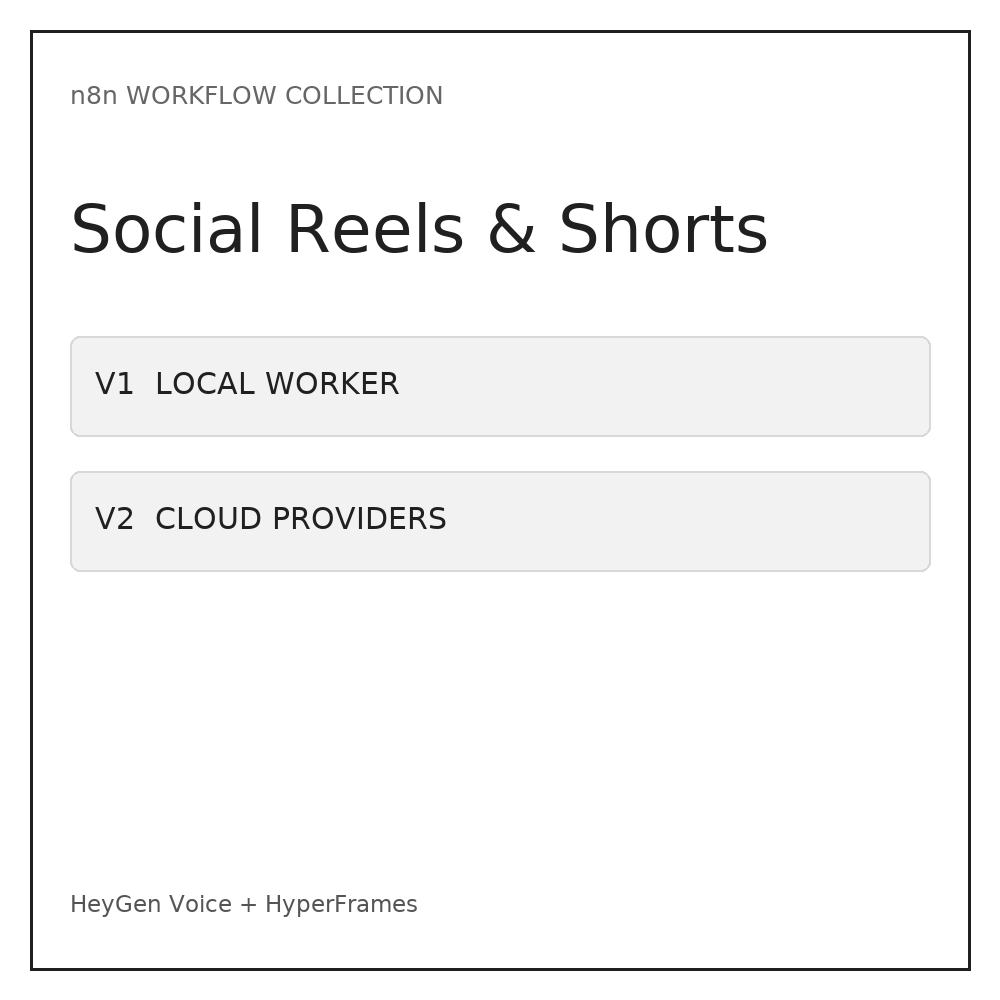 n8n WORKFLOW COLLECTION
Social Reels & Shorts
V1 LOCAL WORKER
V2 CLOUD PROVIDERS
HeyGen Voice + HyperFrames